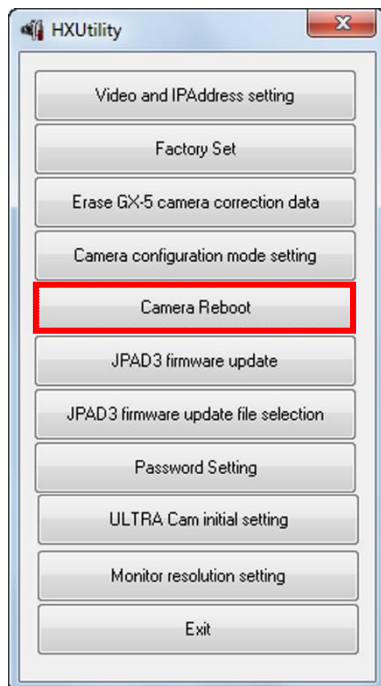 HXUtility
Video and IPAddress setting
Factory Set
Erase GX-5 camera correction data
Camera configuration mode setting
Camera Reboot
JPAD3 firmware update
JPAD3 firmware update file selection
Password Setting
ULTRA Cam initial setting
Monitor resolution setting
Exit